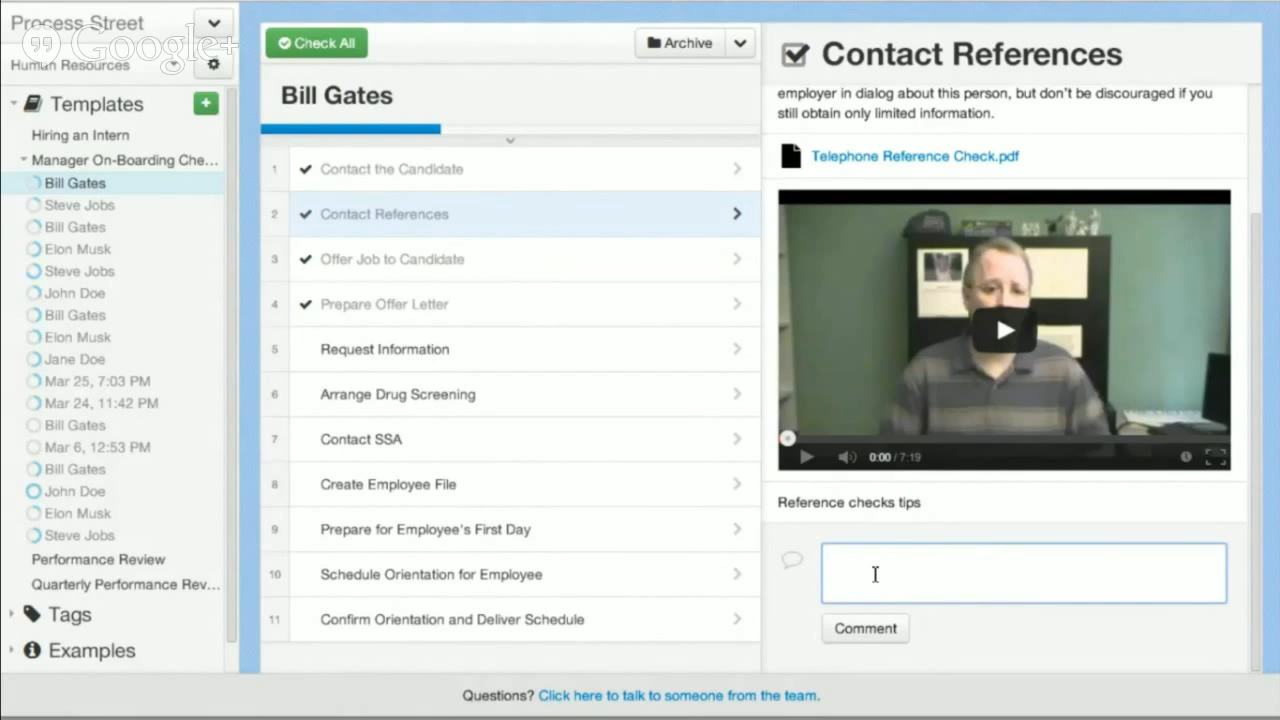 Process Street
Google+
Human Resources
Templates
Hiring an Intern
Manager On-Boarding Che...
Bill Gates
Steve Jobs
Bill Gates
Elon Musk
Steve Jobs
John Doe
Bill Gates
Elon Musk
Jane Doe
Mar 25, 7:03 PM
Mar 24, 11:42 PM
Bill Gates
Mar 6, 12:53 PM
Bill Gates
John Doe
Elon Musk
Steve Jobs
Performance Review
Quarterly Performance Rev...
Tags
Examples
Check All
Archive
Bill Gates
1 Contact the Candidate
2 Contact References
3 Offer Job to Candidate
4 Prepare Offer Letter
5 Request Information
6 Arrange Drug Screening
7 Contact SSA
8 Create Employee File
9 Prepare for Employee's First Day
10 Schedule Orientation for Employee
11 Confirm Orientation and Deliver Schedule
Contact References
employer in dialog about this person, but don't be discouraged if you
still obtain only limited information.
Telephone Reference Check.pdf
0:00 / 7:19
Reference checks tips
Comment
Questions? Click here to talk to someone from the team.